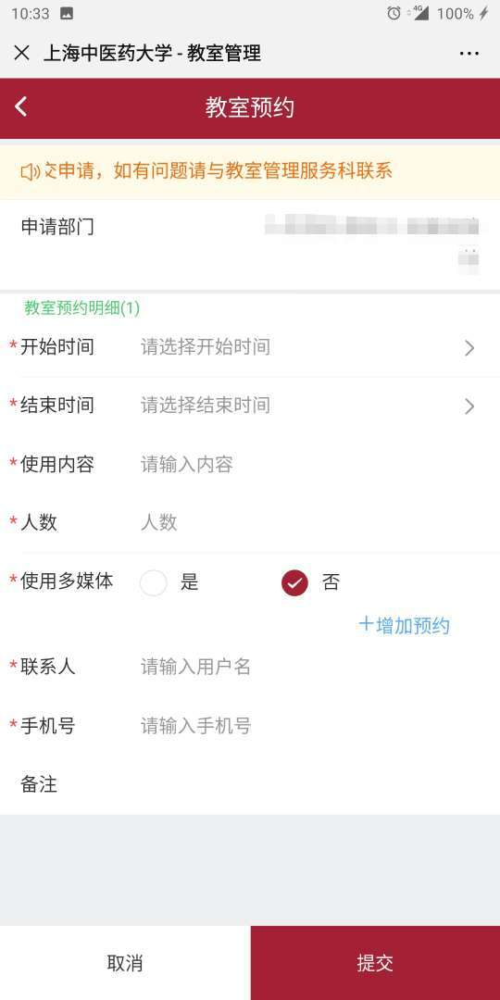 10:33 4G 100%
上海中医药大学 - 教室管理
教室预约
申请，如有问题请与教室管理服务科联系
申请部门
教室预约明细(1)
*开始时间 请选择开始时间
*结束时间 请选择结束时间
*使用内容 请输入内容
*人数 人数
*使用多媒体 是 否
+增加预约
*联系人 请输入用户名
*手机号 请输入手机号
备注
取消 提交